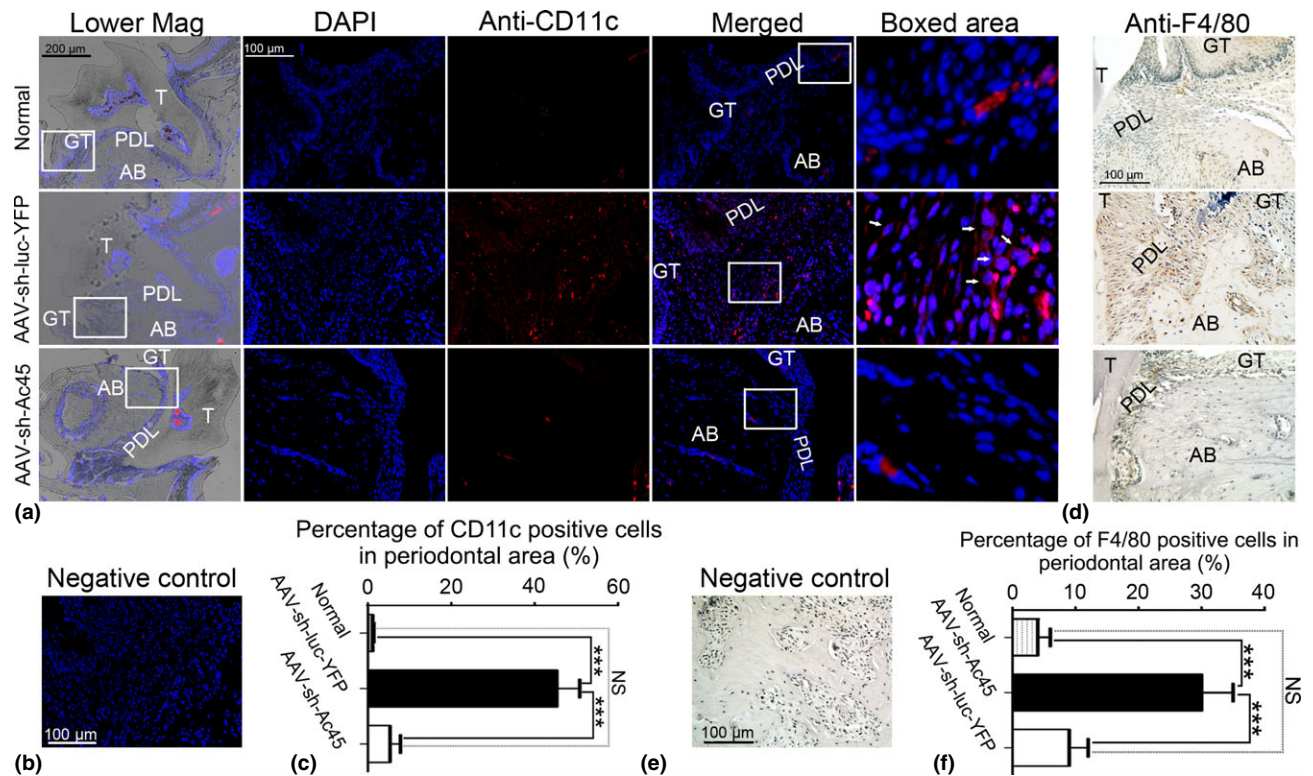 Lower Mag DAPI Anti-CD11c Merged Boxed area Anti-F4/80
Normal
200 µm
T
GT
PDL
AB
100 µm
PDL
GT
AB
GT
T
PDL
AB
100 µm
AAV-sh-luc-YFP
T
PDL
GT
AB
PDL
GT
AB
T
GT
PDL
AB
AAV-sh-Ac45
GT
AB
T
PDL
GT
AB
PDL
T
GT
PDL
AB
(a)
(d)
Negative control
100 µm
(b)
Percentage of CD11c positive cells
in periodontal area (%)
0 20 40 60
Normal
AAV-sh-luc-YFP
AAV-sh-Ac45
***
***
NS
(c)
Negative control
100 µm
(e)
Percentage of F4/80 positive cells in
periodontal area (%)
0 10 20 30 40
Normal
AAV-sh-Ac45
AAV-sh-luc-YFP
***
***
NS
(f)